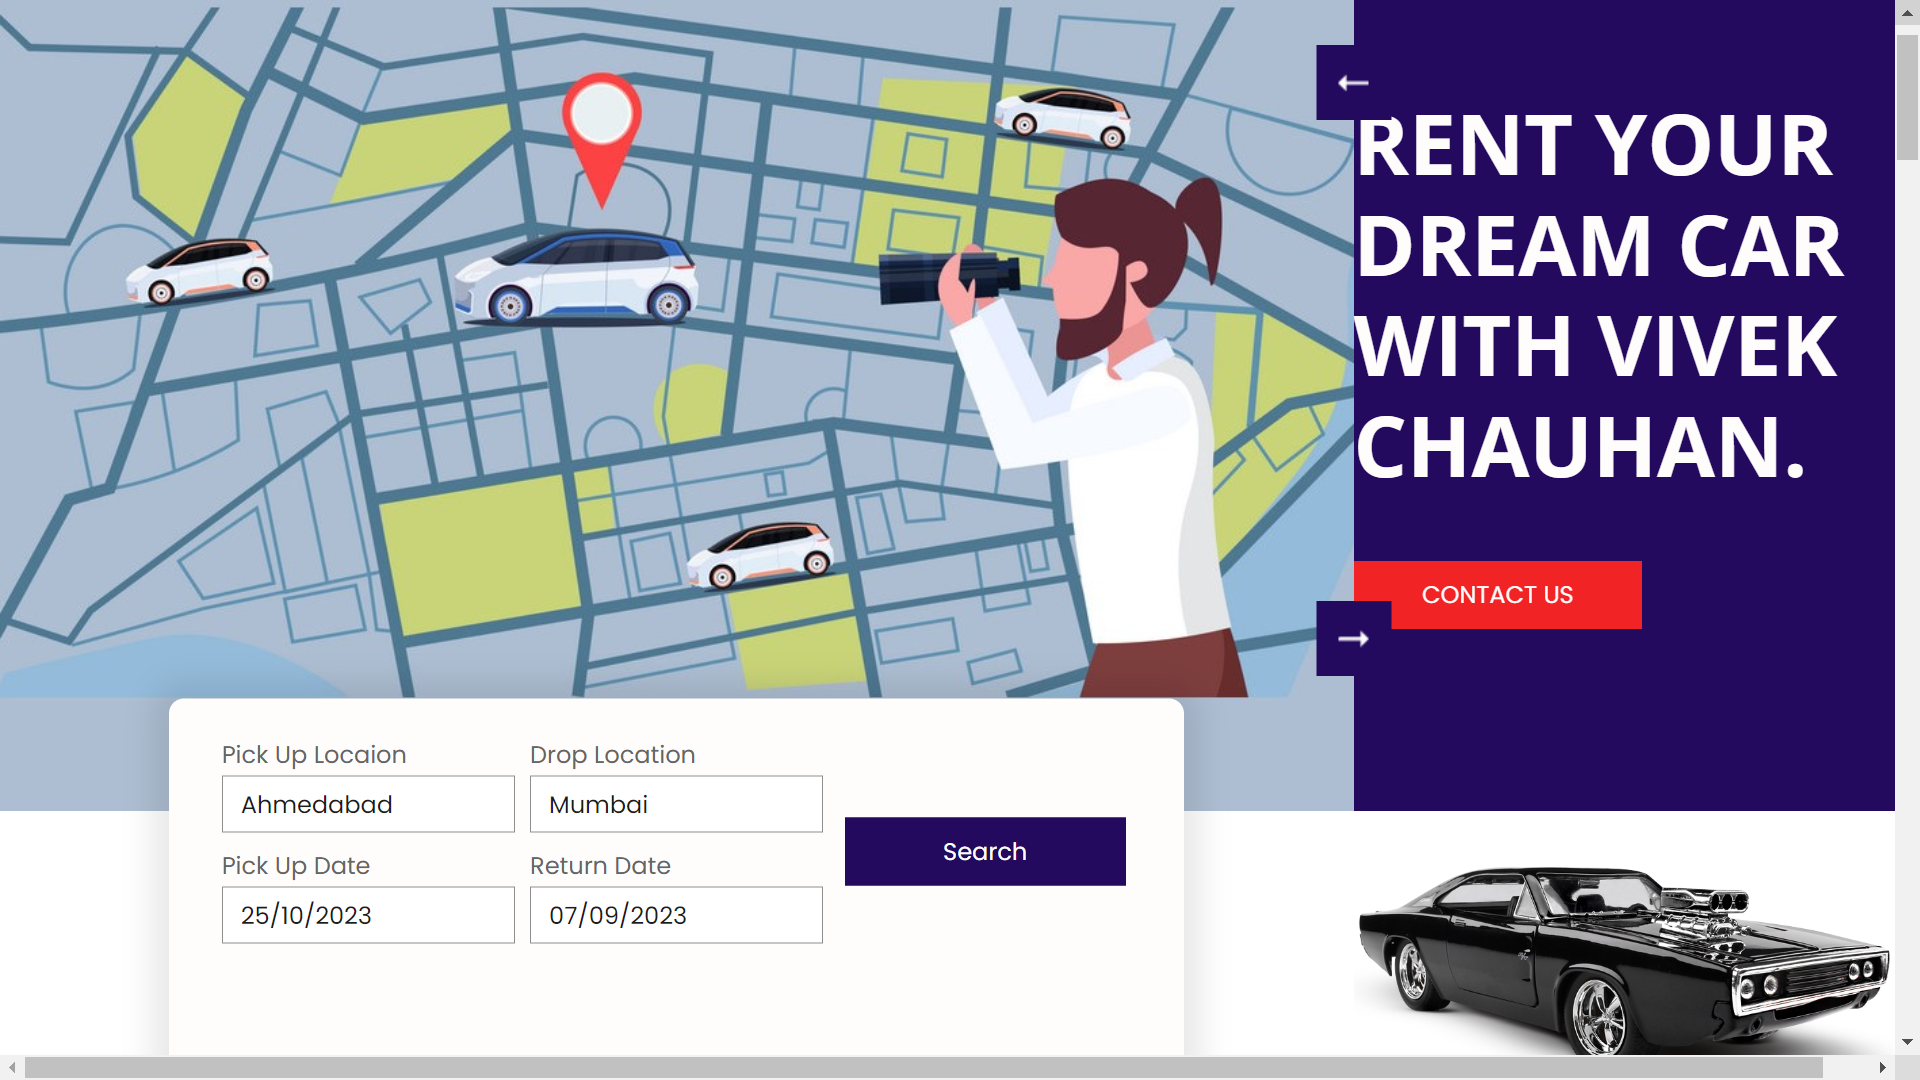 RENT YOUR
DREAM CAR
WITH VIVEK
CHAUHAN.
CONTACT US
Pick Up Locaion
Drop Location
Ahmedabad
Mumbai
Search
Pick Up Date
Return Date
25/10/2023
07/09/2023